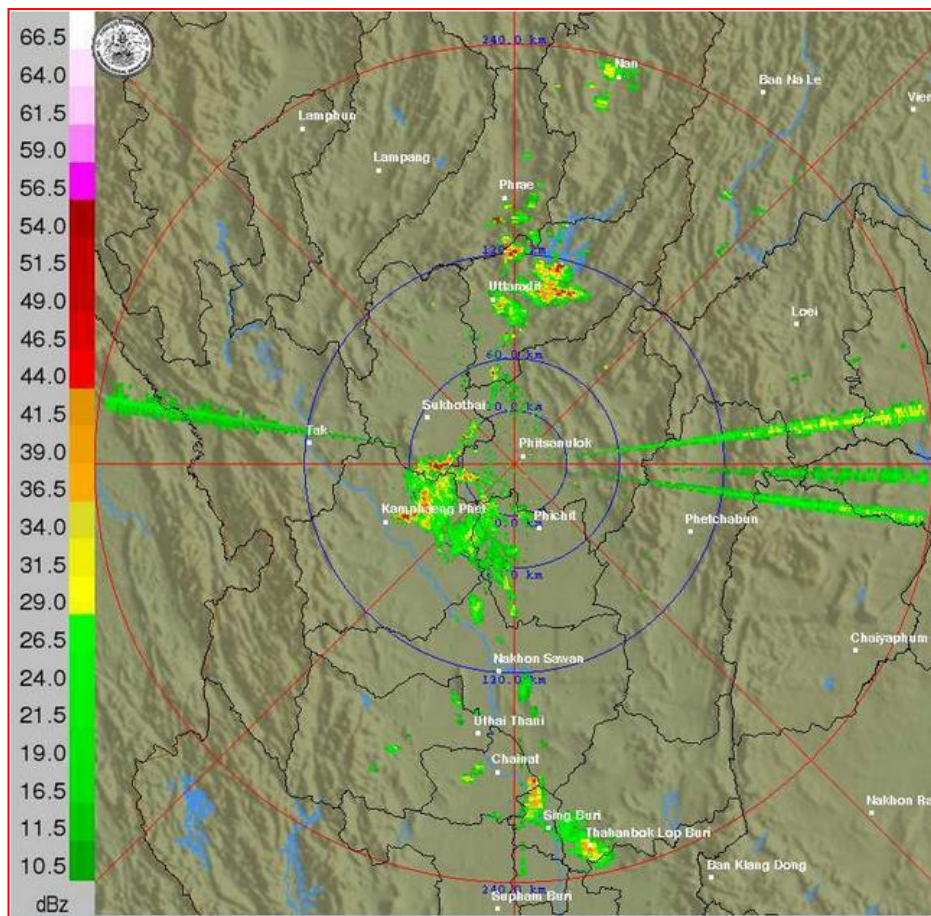 66.5
64.0
61.5
59.0
56.5
54.0
51.5
49.0
46.5
44.0
41.5
39.0
36.5
34.0
31.5
29.0
26.5
24.0
21.5
19.0
16.5
11.5
10.5
dBz
240.0 km
Nan
Ban Na Le
Lamphun
Lampang
Phrae
Uttaradit
Loei
60.0 km
Sukhothai
Tak
Phitsanulok
Kamphaeng Phet
Phichit
Phetchabun
Chaiyaphum
Nakhon Sawan
120.0 km
Uthai Thani
Chainat
Sing Buri
Thahanbok Lop Buri
Ban Klang Dong
240.0 km
Supham Buri